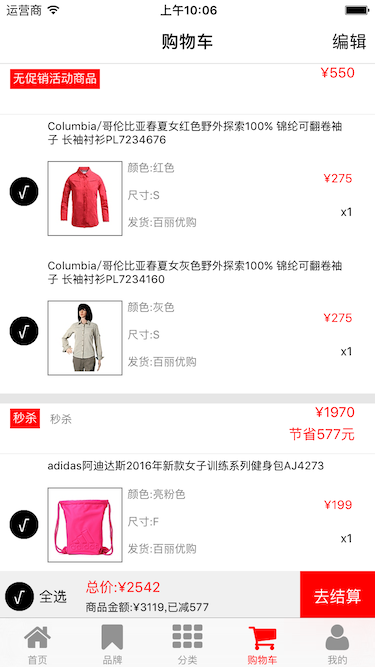 运营商 上午10:06
购物车 编辑
无促销活动商品 ¥550
Columbia/哥伦比亚春夏女红色野外探索100% 锦纶可翻卷袖
子 长袖衬衫PL7234676
颜色:红色
¥275
尺寸:S
x1
发货:百丽优购
Columbia/哥伦比亚春夏女灰色野外探索100% 锦纶可翻卷袖
子 长袖衬衫PL7234160
颜色:灰色
¥275
尺寸:S
x1
发货:百丽优购
秒杀 秒杀 ¥1970
节省577元
adidas阿迪达斯2016年新款女子训练系列健身包AJ4273
颜色:亮粉色
¥199
尺寸:F
x1
发货:百丽优购
全选 总价:¥2542 去结算
商品金额:¥3119,已减577
首页 品牌 分类 购物车 我的